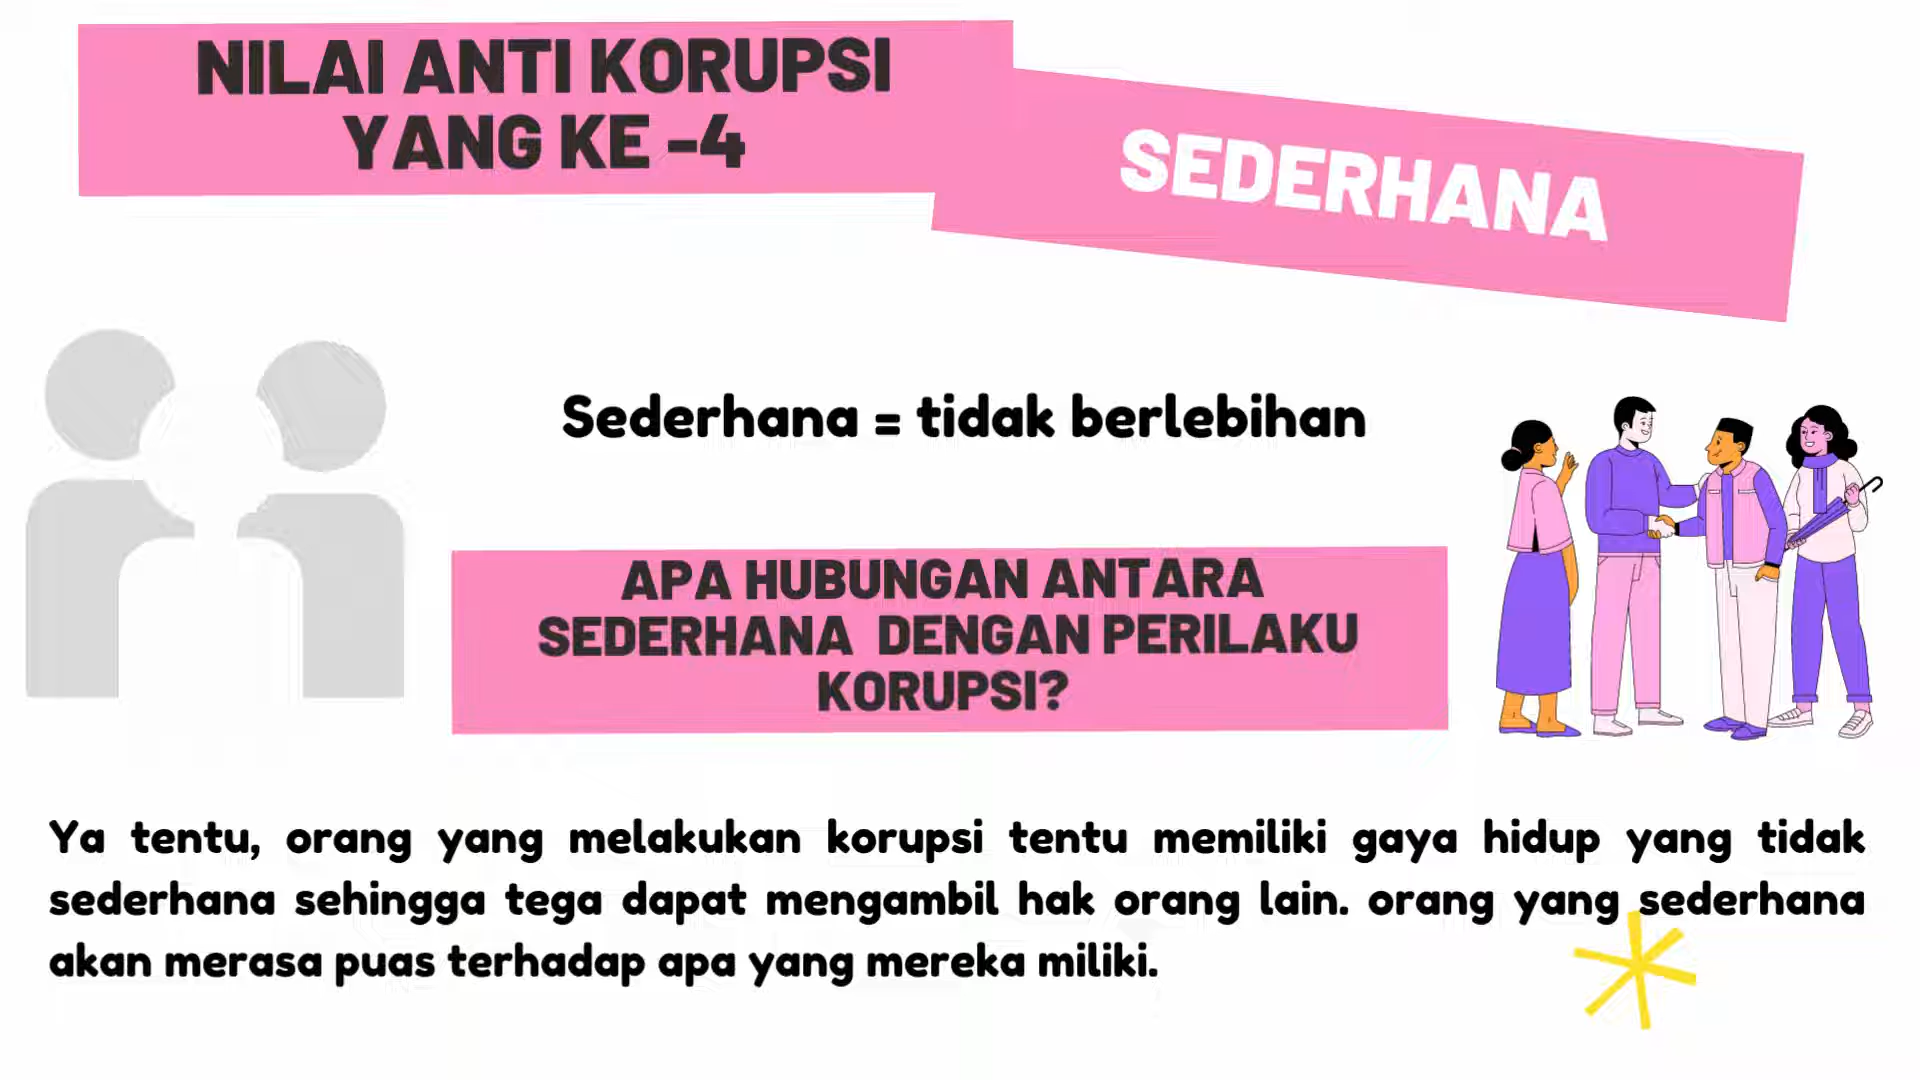 NILAI ANTI KORUPSI
YANG KE -4
SEDERHANA
Sederhana = tidak berlebihan
APA HUBUNGAN ANTARA
SEDERHANA DENGAN PERILAKU
KORUPSI?
Ya tentu, orang yang melakukan korupsi tentu memiliki gaya hidup yang tidak
sederhana sehingga tega dapat mengambil hak orang lain. orang yang sederhana
akan merasa puas terhadap apa yang mereka miliki.